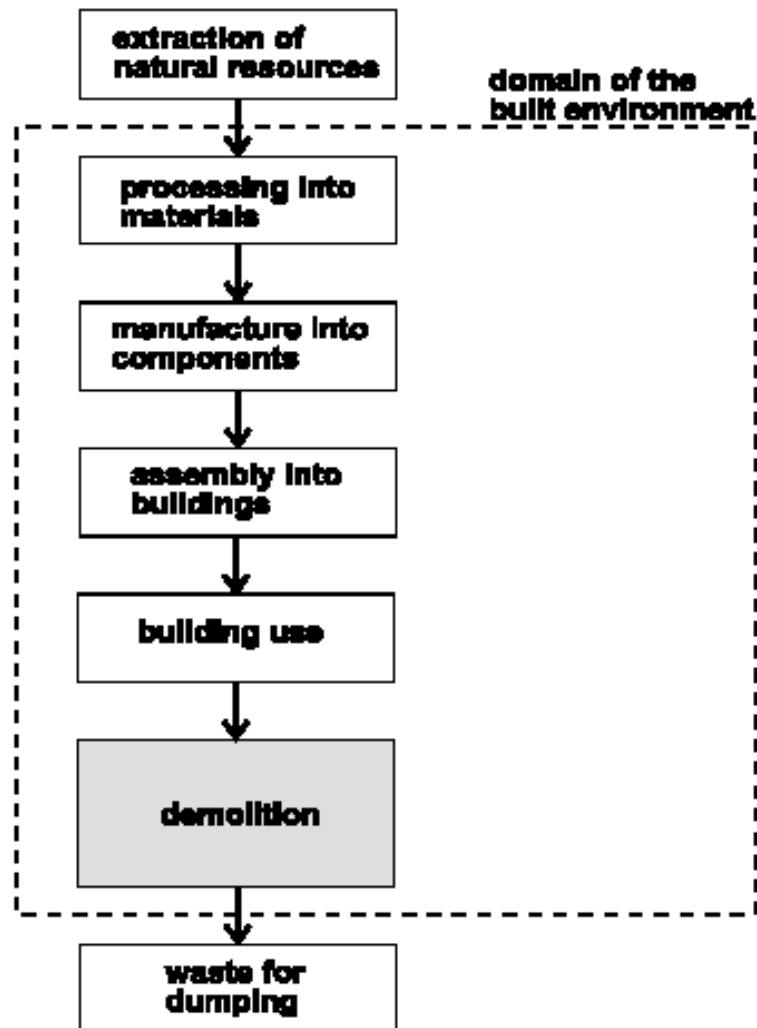 extraction of
natural resources
domain of the
built environment
processing into
materials
manufacture into
components
assembly into
buildings
building use
demolition
waste for
dumping